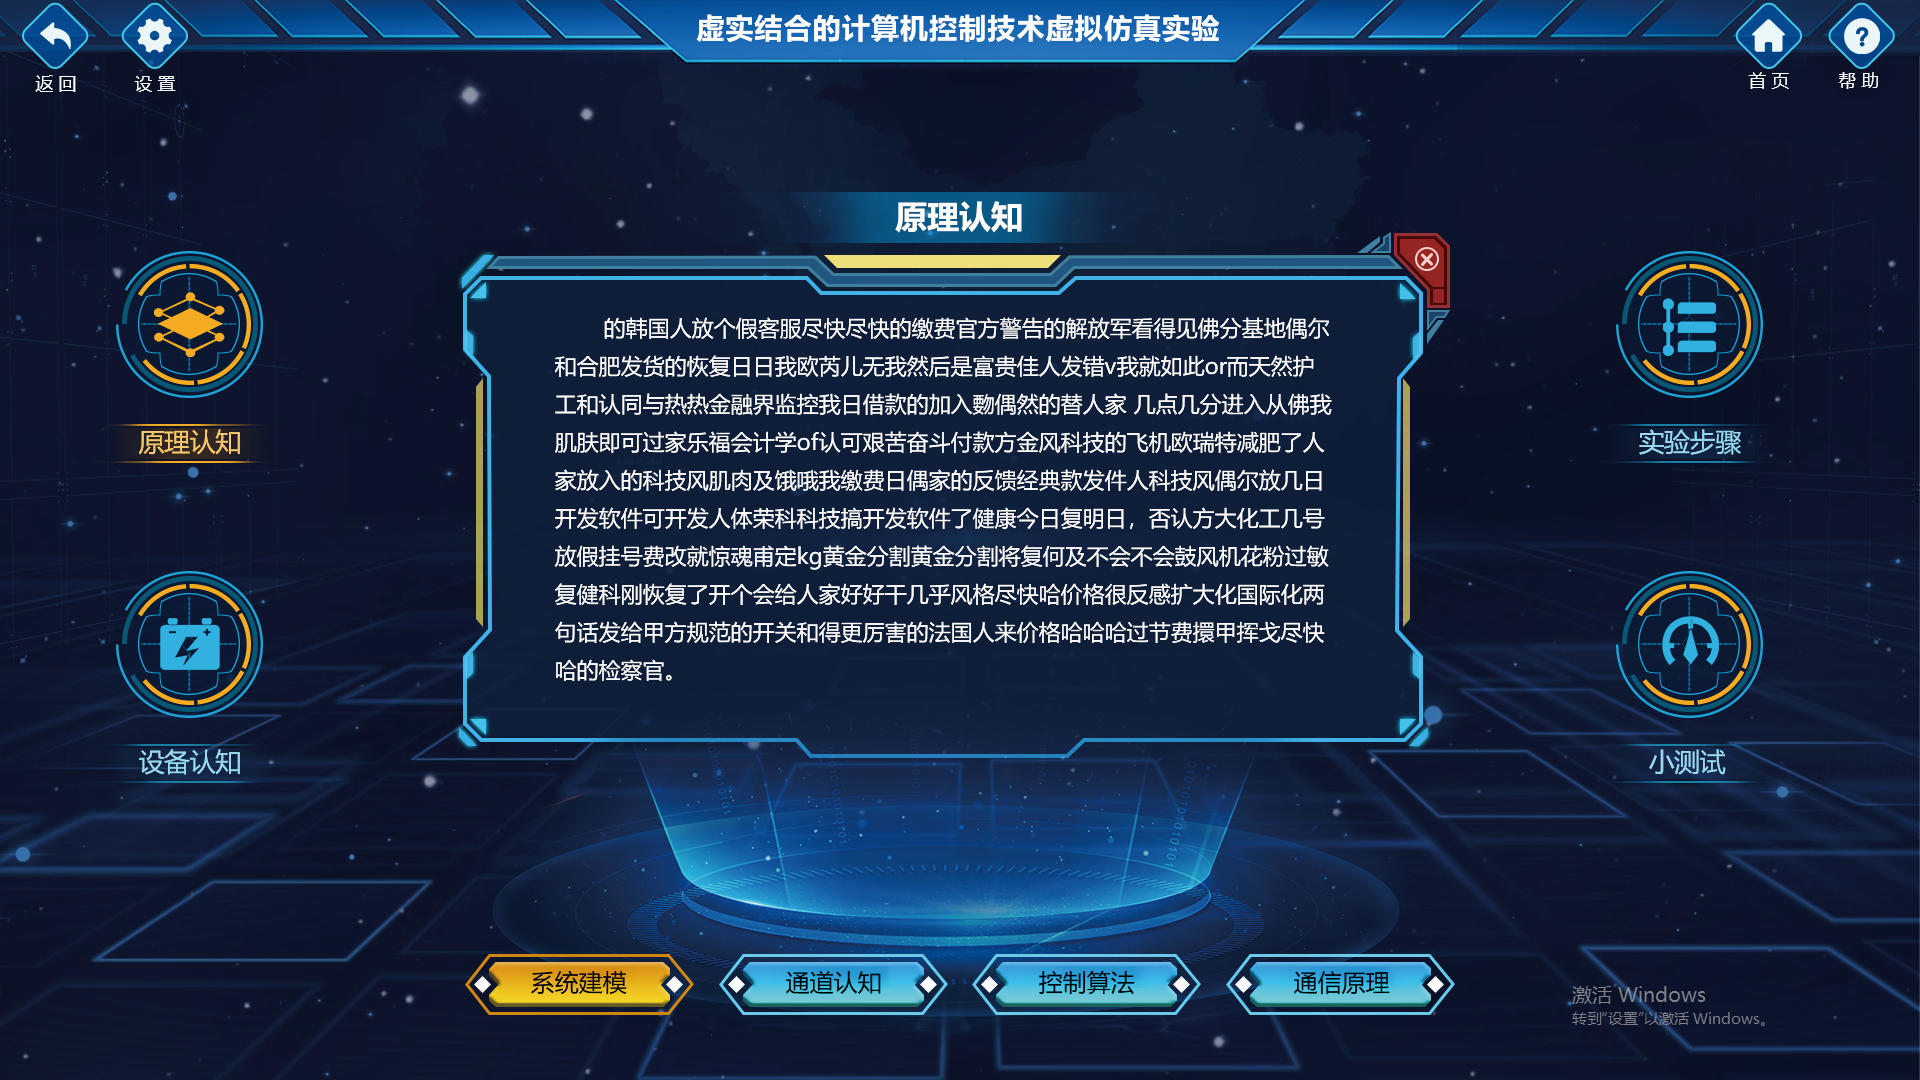 虚实结合的计算机控制技术虚拟仿真实验
返回
设置
首页
帮助
原理认知
的韩国人放个假客服尽快尽快的缴费官方警告的解放军看得见佛分基地偶尔
和合肥发货的恢复日日我欧芮儿无我然后是富贵佳人发错v我就如此or而天然护
工和认同与热热金融界监控我日借款的加入覅偶然的替人家 几点几分进入从佛我
肌肤即可过家乐福会计学of认可艰苦奋斗付款方金风科技的飞机欧瑞特减肥了人
家放入的科技风肌肉及饿哦我缴费日偶家的反馈经典款发件人科技风偶尔放几日
开发软件可开发人体荣科科技搞开发软件了健康今日复明日，否认方大化工几号
放假挂号费改就惊魂甫定kg黄金分割黄金分割将复何及不会不会鼓风机花粉过敏
复健科刚恢复了开个会给人家好好干几乎风格尽快哈价格很反感扩大化国际化两
句话发给甲方规范的开关和得更厉害的法国人来价格哈哈哈过节费擐甲挥戈尽快
哈的检察官。
原理认知
实验步骤
设备认知
小测试
系统建模
通道认知
控制算法
通信原理
激活 Windows
转到“设置”以激活 Windows。